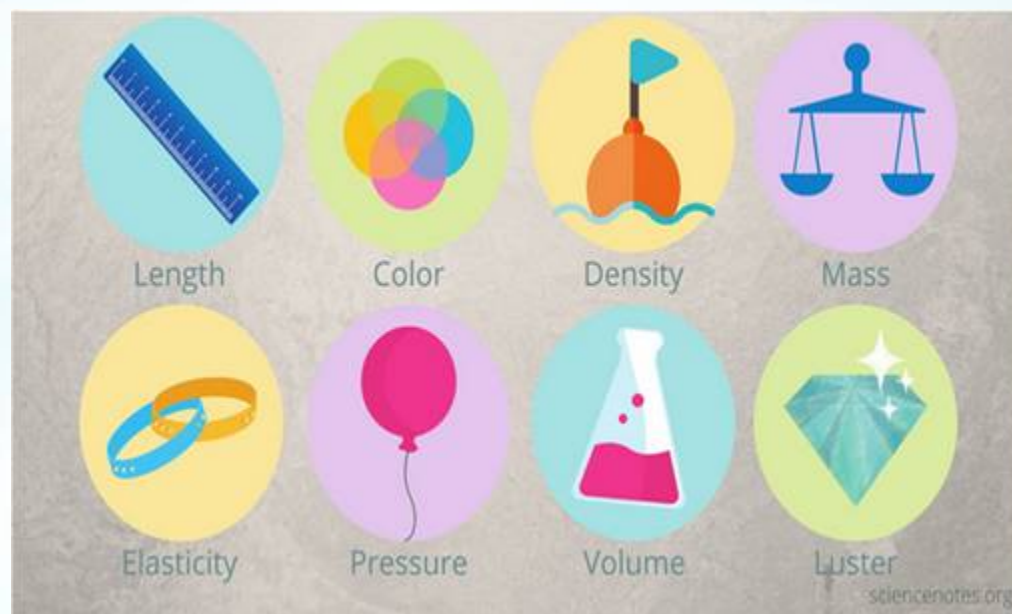 Length Color Density Mass
Elasticity Pressure Volume Luster
sciencenotes.org